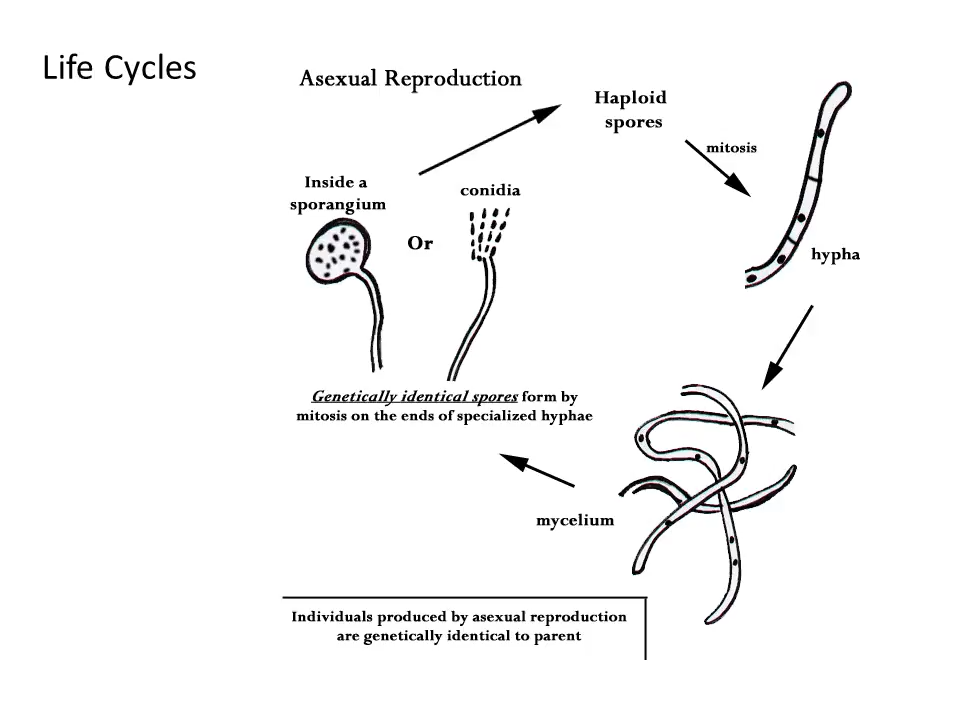 Life Cycles
Asexual Reproduction
Haploid
spores
mitosis
Inside a
sporangium
Or
conidia
hypha
Genetically identical spores form by
mitosis on the ends of specialized hyphae
mycelium
Individuals produced by asexual reproduction
are genetically identical to parent